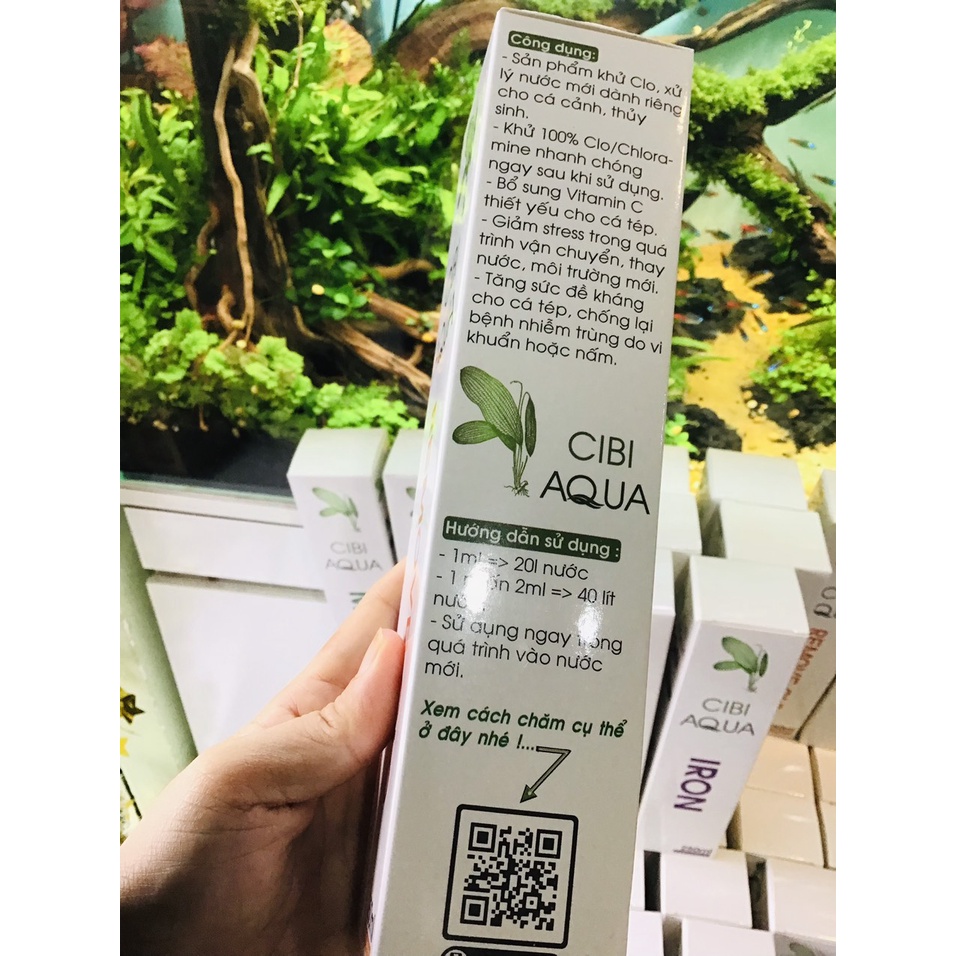 Công dụng:
- Sản phẩm khử Clo, xử
lý nước mới dành riêng
cho cá cảnh, thủy
sinh.
- Khử 100% Clo/Chlora-
mine nhanh chóng
ngay sau khi sử dụng.
- Bổ sung Vitamin C
thiết yếu cho cá tép.
- Giảm stress trong quá
trình vận chuyển, thay
nước, môi trường mới.
- Tăng sức đề kháng
cho cá tép, chống lại
bệnh nhiễm trùng do vi
khuẩn hoặc nấm.
CIBI
AQUA
Hướng dẫn sử dụng :
- 1ml => 20l nước
- 1 2ml => 40 lít
- Sử dụng ngay trong
quá trình vào nước
mới.
Xem cách chăm cụ thể
ở đây nhé !...
CIBI
AQUA
CIBI
AQUA
IRON
250ml